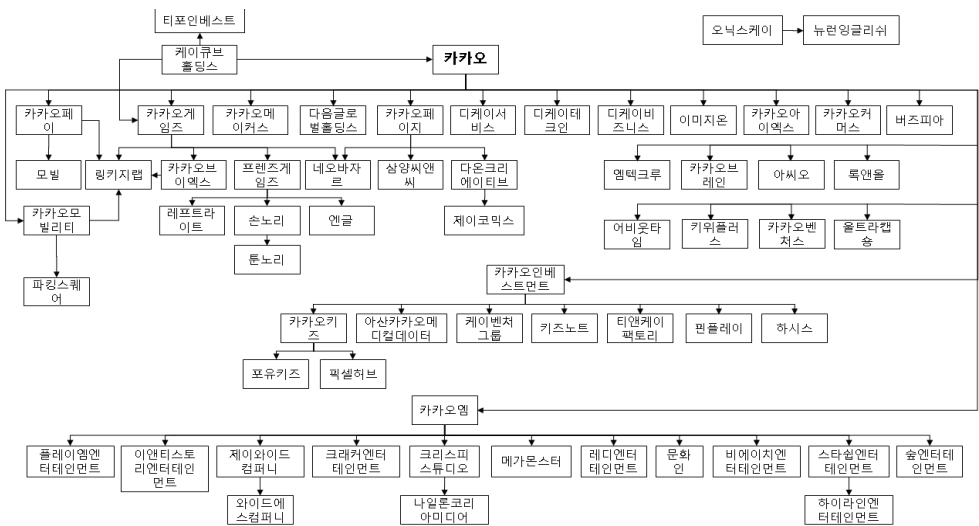 티포인베스트
케이큐브
홀딩스
카카오
오닉스케이
뉴런잉글리쉬
카카오페
이
카카오게
임즈
카카오메
이커스
다음글로
벌홀딩스
카카오페
이지
디케이서
비스
디케이테
크인
디케이비
즈니스
이미지온
카카오아
이엑스
카카오커
머스
버즈피아
모빌
링키지랩
카카오브
이엑스
프렌즈게
임즈
네오바자
르
삼양씨앤
씨
다온크리
에이티브
엠텍크루
카카오브
레인
아씨오
록앤올
카카오모
빌리티
레프트라
이트
손노리
엔글
제이코믹스
어비웃타
임
키위플러
스
카카오벤
처스
울트라캡
숑
툰노리
파킹스퀘
어
카카오인베
스트먼트
카카오키
즈
아산카카오메
디컬데이터
케이벤처
그룹
키즈노트
티앤케이
팩토리
핀플레이
하시스
포유키즈
픽셀허브
카카오엠
플레이엠엔
터테인먼트
이앤티스토
리엔터테인
먼트
제이와이드
컴퍼니
크래커엔터
테인먼트
크리스피
스튜디오
메가몬스터
레디엔터
테인먼트
문화
인
비에이치엔
터테인먼트
스타쉽엔터
테인먼트
숲엔터테
인먼트
와이드에
스컴퍼니
나일론코리
아미디어
하이라인엔
터테인먼트